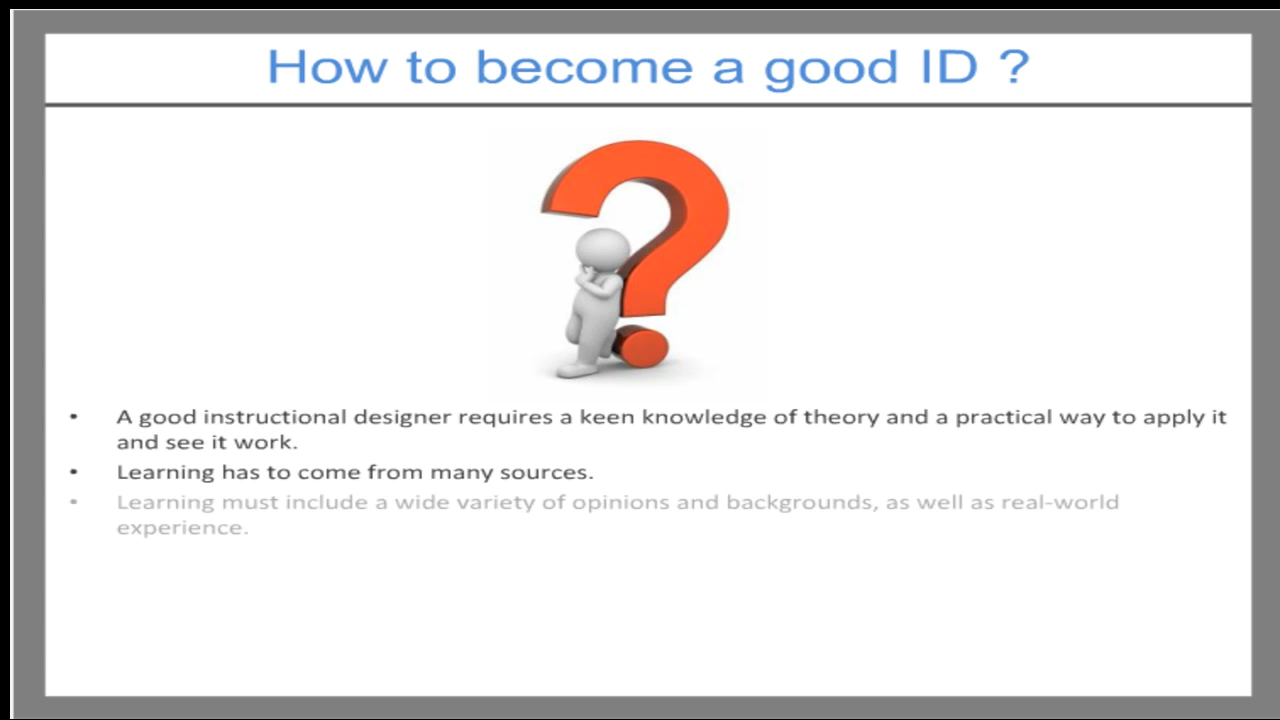 How to become a good ID ?
• A good instructional designer requires a keen knowledge of theory and a practical way to apply it
and see it work.
• Learning has to come from many sources.
• Learning must include a wide variety of opinions and backgrounds, as well as real-world
experience.